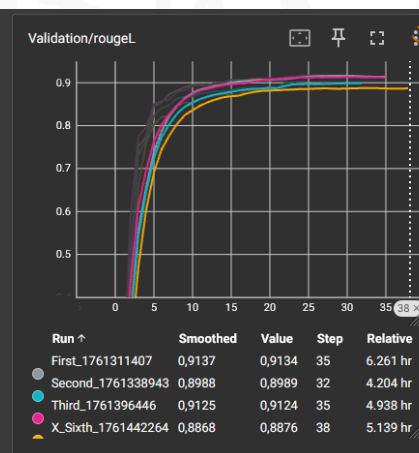 Validation/rougeL
0.9
0.8
0.7
0.6
0.5
0 5 10 15 20 25 30 35 38 ×
Run ↑ Smoothed Value Step Relative
First_1761311407 0,9137 0,9134 35 6.261 hr
Second_1761338943 0,8988 0,8989 32 4.204 hr
Third_1761396446 0,9125 0,9124 35 4.938 hr
X_Sixth_1761442264 0,8868 0,8876 38 5.139 hr